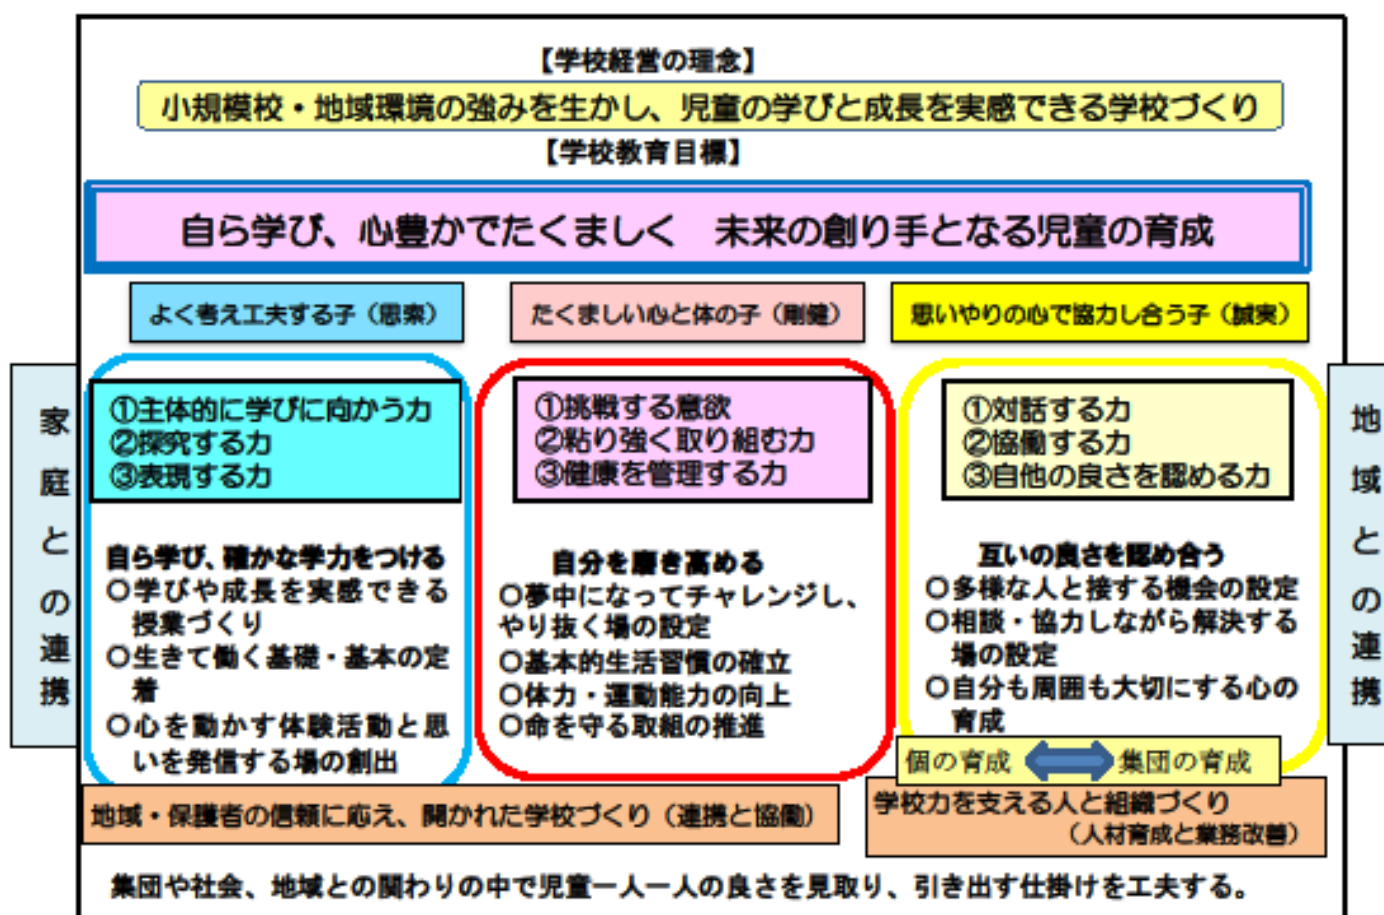 【学校経営の理念】
小規模校・地域環境の強みを生かし、児童の学びと成長を実感できる学校づくり
【学校教育目標】
自ら学び、心豊かでたくましく　未来の創り手となる児童の育成
よく考え工夫する子（思索）
たくましい心と体の子（剛健）
思いやりの心で協力し合う子（誠実）
家庭との連携
①主体的に学びに向かう力
②探究する力
③表現する力
自ら学び、確かな学力をつける
○学びや成長を実感できる
授業づくり
○生きて働く基礎・基本の定
着
○心を動かす体験活動と思
いを発信する場の創出
①挑戦する意欲
②粘り強く取り組む力
③健康を管理する力
自分を磨き高める
○夢中になってチャレンジし、
やり抜く場の設定
○基本的生活習慣の確立
○体力・運動能力の向上
○命を守る取組の推進
①対話する力
②協働する力
③自他の良さを認める力
互いの良さを認め合う
○多様な人と接する機会の設定
○相談・協力しながら解決する
場の設定
○自分も周囲も大切にする心の
育成
地域との連携
個の育成　集団の育成
地域・保護者の信頼に応え、開かれた学校づくり（連携と協働）
学校力を支える人と組織づくり
（人材育成と業務改善）
集団や社会、地域との関わりの中で児童一人一人の良さを見取り、引き出す仕掛けを工夫する。